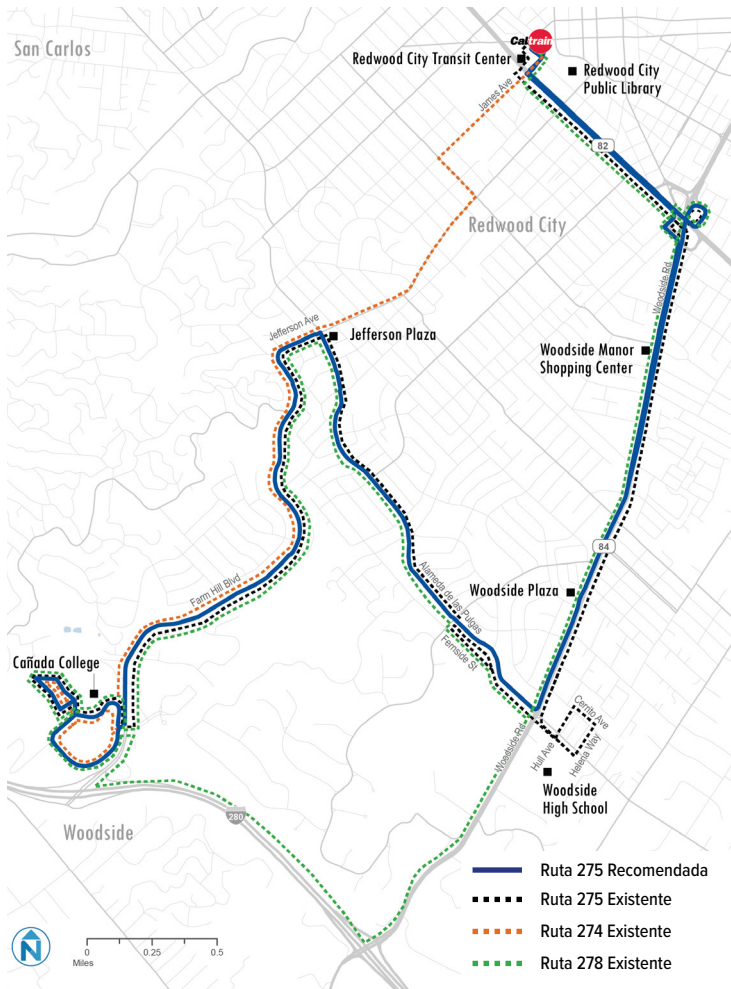 San Carlos
Caltrain
Redwood City Transit Center
Redwood City
Public Library
James Ave
82
Redwood City
Woodside Rd
Jefferson Ave
Jefferson Plaza
Woodside Manor
Shopping Center
84
Farm Hill Blvd
Alameda de las Pulgas
Woodside Plaza
Fernside St
Cañada College
Cerrito Ave
Woodside Rd
Hull Ave
Helena Way
Woodside
High School
280
Woodside
Ruta 275 Recomendada
Ruta 275 Existente
Ruta 274 Existente
Ruta 278 Existente
N
0 0.25 0.5
Miles